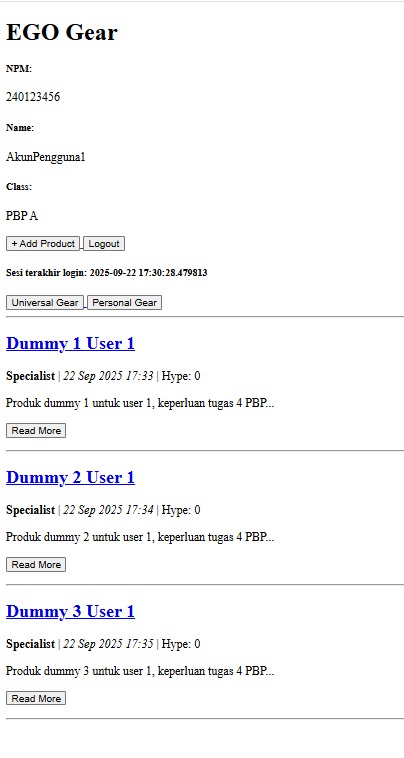 EGO Gear
NPM:
240123456
Name:
AkunPengguna1
Class:
PBP A
+ Add Product Logout
Sesi terakhir login: 2025-09-22 17:30:28.479813
Universal Gear Personal Gear
Dummy 1 User 1
Specialist | 22 Sep 2025 17:33 | Hype: 0
Produk dummy 1 untuk user 1, keperluan tugas 4 PBP...
Read More
Dummy 2 User 1
Specialist | 22 Sep 2025 17:34 | Hype: 0
Produk dummy 2 untuk user 1, keperluan tugas 4 PBP...
Read More
Dummy 3 User 1
Specialist | 22 Sep 2025 17:35 | Hype: 0
Produk dummy 3 untuk user 1, keperluan tugas 4 PBP...
Read More